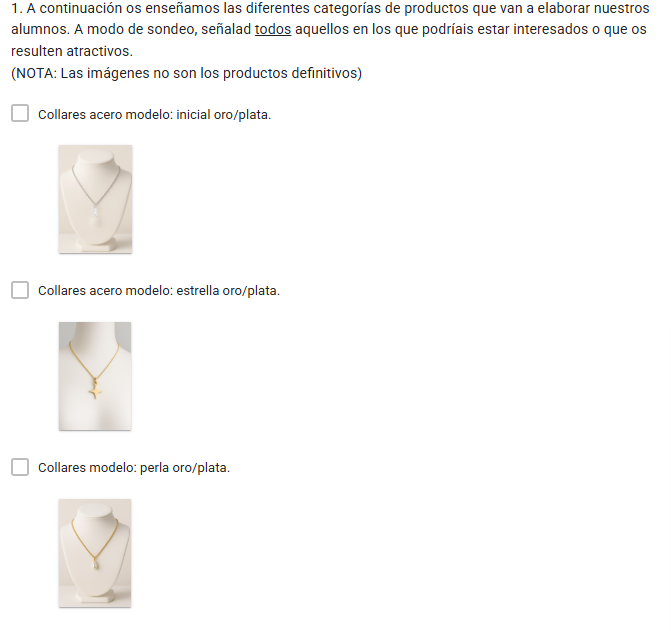 1. A continuación os enseñamos las diferentes categorías de productos que van a elaborar nuestros
alumnos. A modo de sondeo, señalad todos aquellos en los que podríais estar interesados o que os
resulten atractivos.
(NOTA: Las imágenes no son los productos definitivos)
Collares acero modelo: inicial oro/plata.
Collares acero modelo: estrella oro/plata.
Collares modelo: perla oro/plata.